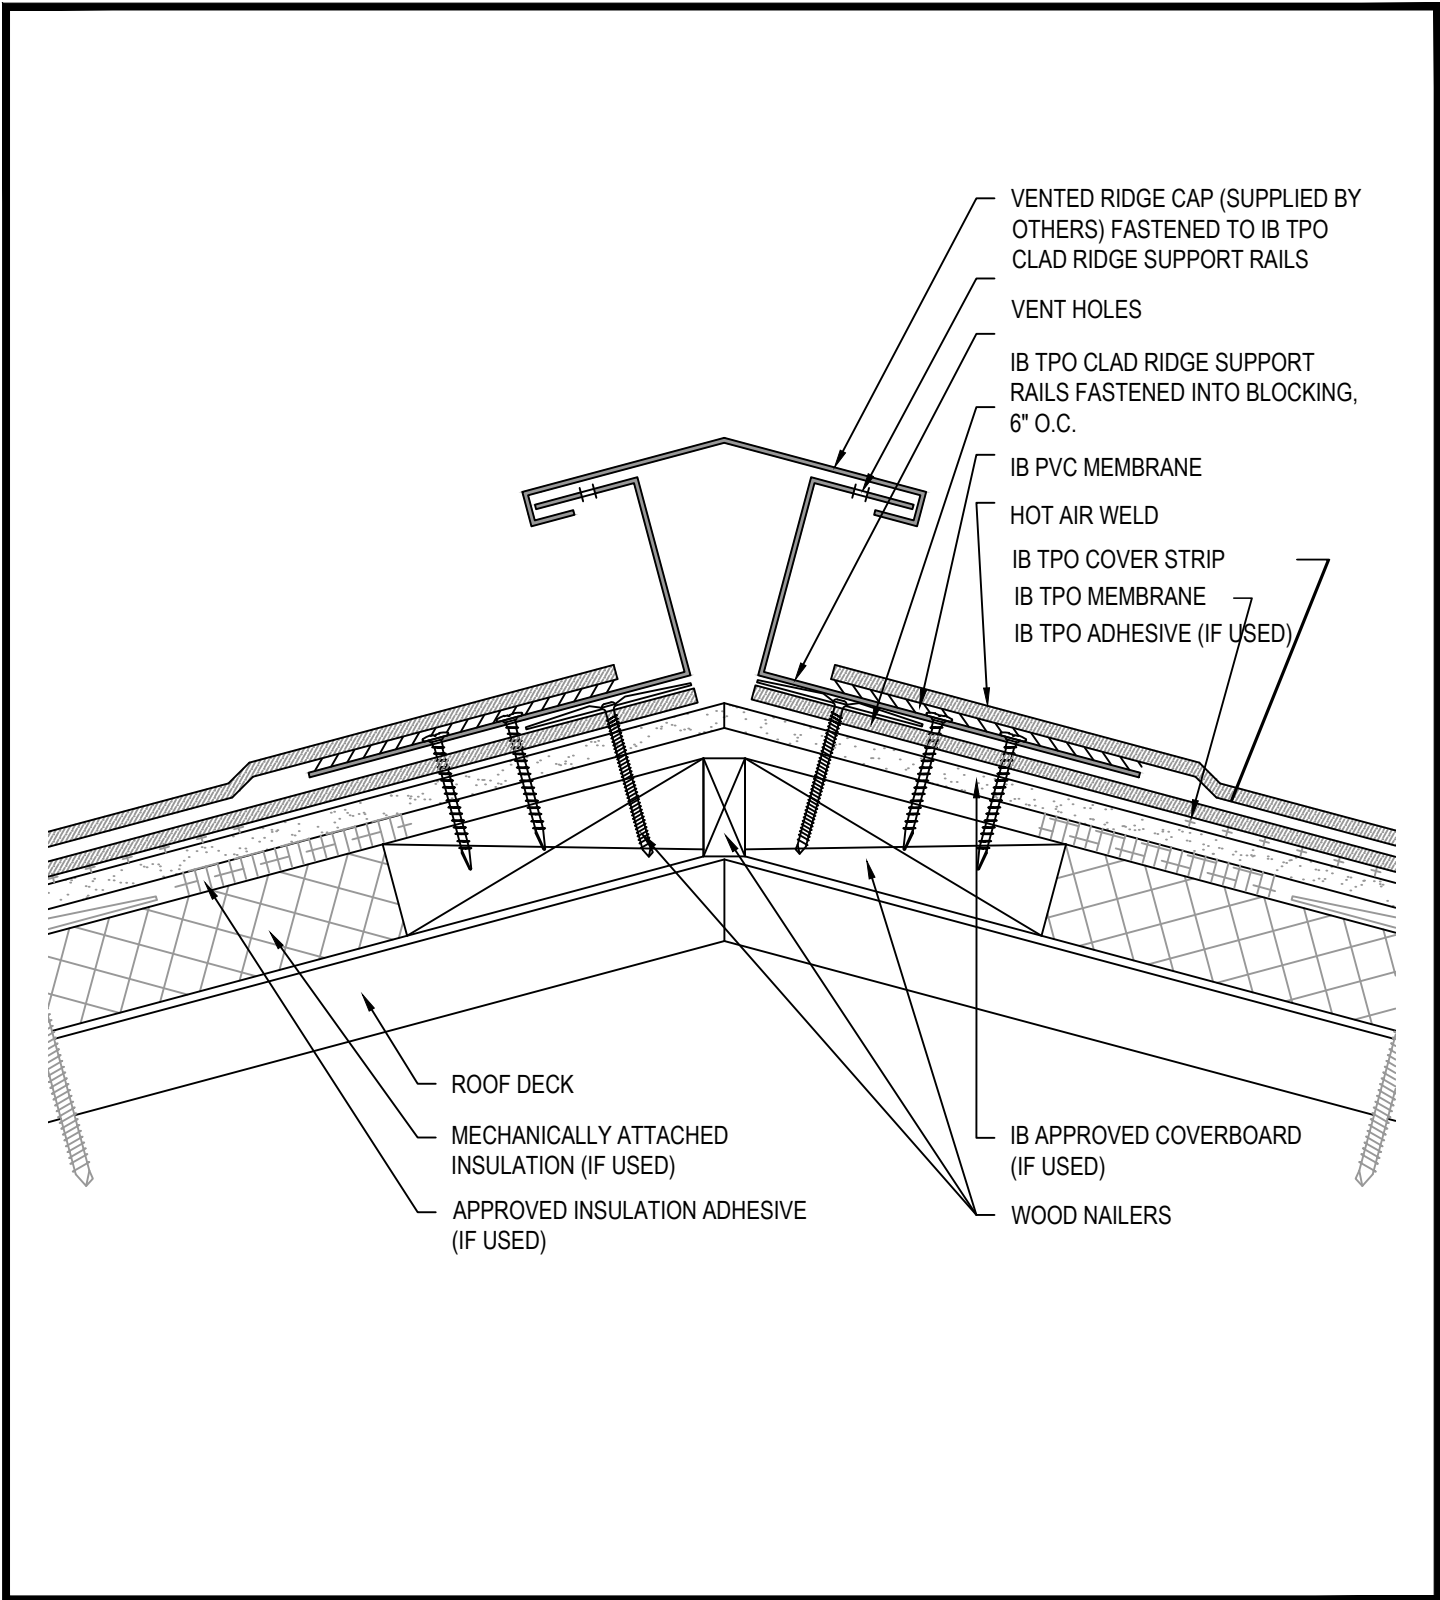 VENTED RIDGE CAP (SUPPLIED BY
OTHERS) FASTENED TO IB TPO
CLAD RIDGE SUPPORT RAILS
VENT HOLES
IB TPO CLAD RIDGE SUPPORT
RAILS FASTENED INTO BLOCKING,
6" O.C.
IB PVC MEMBRANE
HOT AIR WELD
IB TPO COVER STRIP
IB TPO MEMBRANE
IB TPO ADHESIVE (IF USED)
ROOF DECK
MECHANICALLY ATTACHED
INSULATION (IF USED)
APPROVED INSULATION ADHESIVE
(IF USED)
IB APPROVED COVERBOARD
(IF USED)
WOOD NAILERS